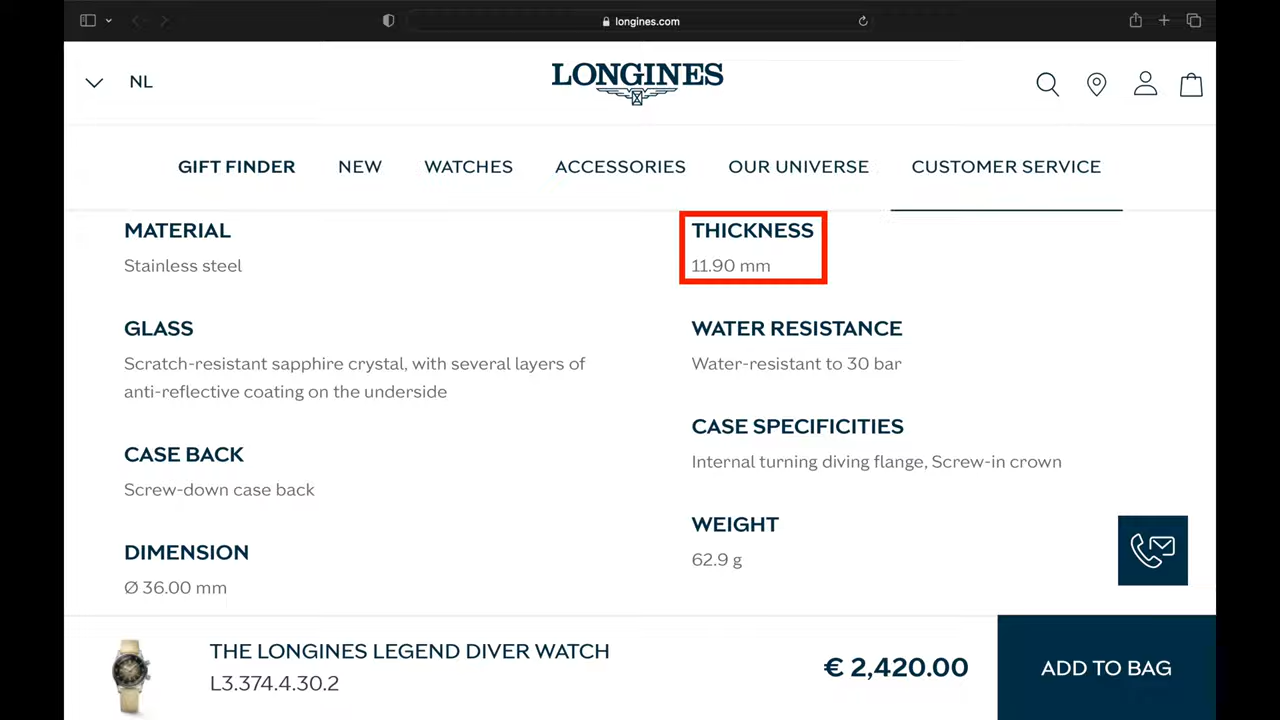 longines.com
NL
LONGINES
GIFT FINDER NEW WATCHES ACCESSORIES OUR UNIVERSE CUSTOMER SERVICE
MATERIAL
Stainless steel
THICKNESS
11.90 mm
GLASS
Scratch-resistant sapphire crystal, with several layers of
anti-reflective coating on the underside
WATER RESISTANCE
Water-resistant to 30 bar
CASE BACK
Screw-down case back
CASE SPECIFICITIES
Internal turning diving flange, Screw-in crown
DIMENSION
Ø 36.00 mm
WEIGHT
62.9 g
THE LONGINES LEGEND DIVER WATCH
L3.374.4.30.2
€ 2,420.00
ADD TO BAG